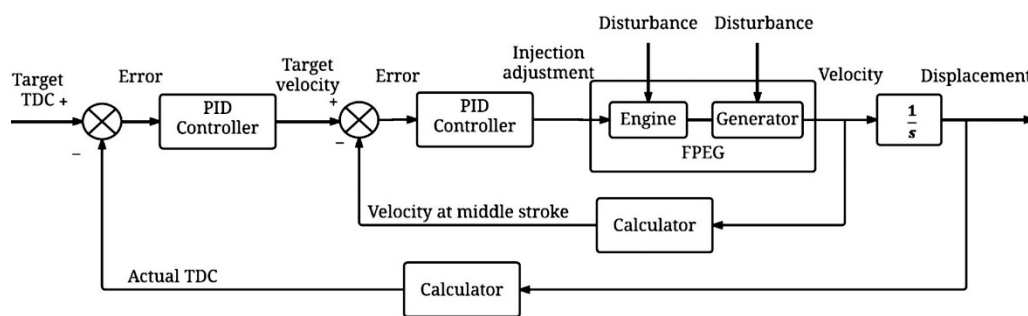 Disturbance Disturbance
Target
TDC +
Error
PID
Controller
Target
velocity
+
Error
PID
Controller
Injection
adjustment
Engine
Generator
FPEG
Velocity
1
s
Displacement
−
−
Velocity at middle stroke
Calculator
Actual TDC
Calculator